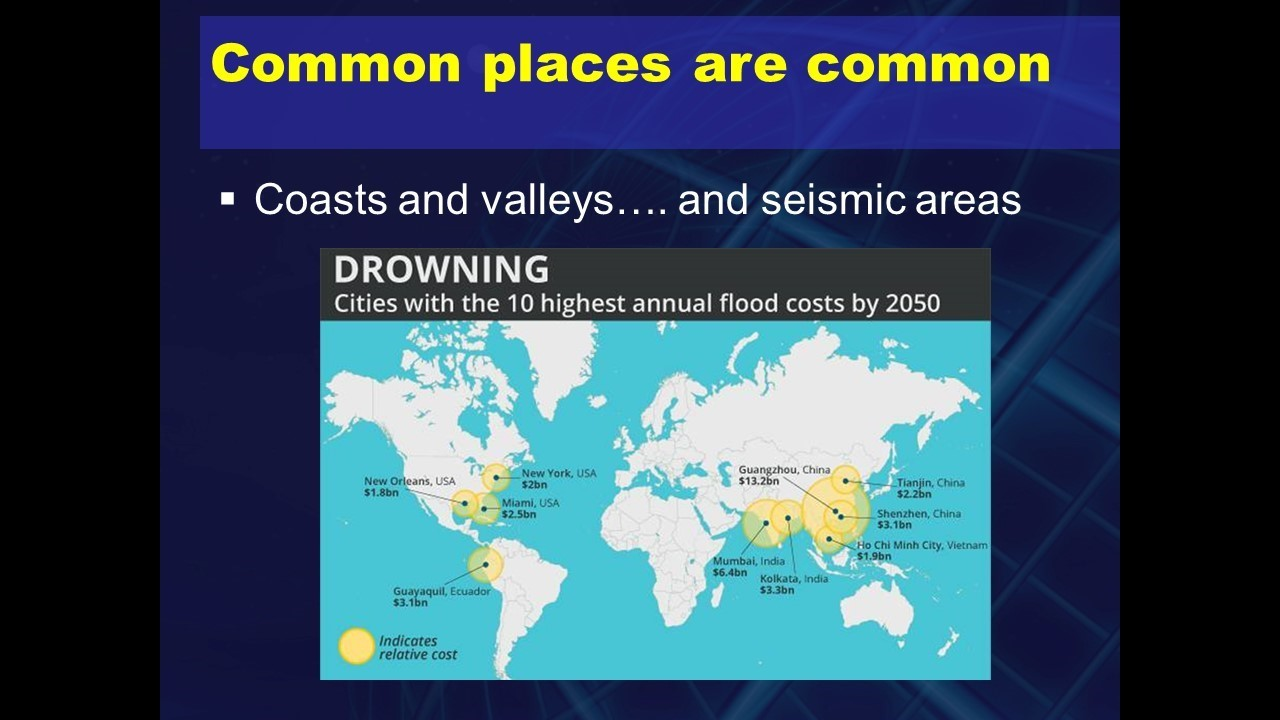 Common places are common
▪ Coasts and valleys…. and seismic areas
DROWNING
Cities with the 10 highest annual flood costs by 2050
New Orleans, USA
$1.8bn
New York, USA
$2bn
Miami, USA
$2.5bn
Guayaquil, Ecuador
$3.1bn
Guangzhou, China
$13.2bn
Tianjin, China
$2.2bn
Shenzhen, China
$3.1bn
Ho Chi Minh City, Vietnam
$1.9bn
Mumbai, India
$6.4bn
Kolkata, India
$3.3bn
Indicates
relative cost